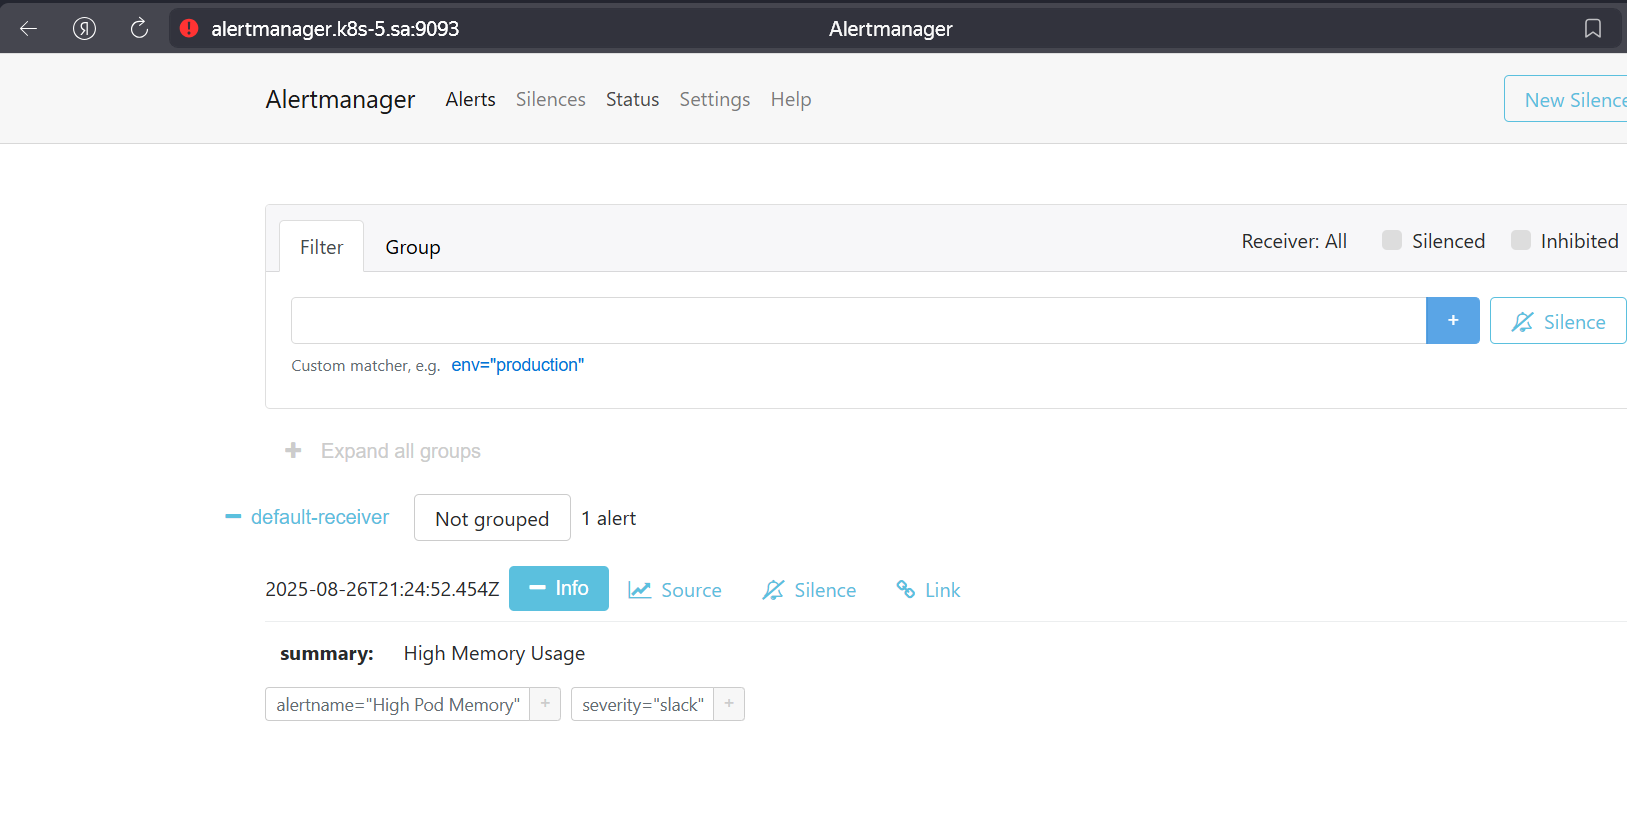 Я alertmanager.k8s-5.sa:9093 Alertmanager
Alertmanager Alerts Silences Status Settings Help New Silence
Filter Group Receiver: All Silenced Inhibited
+ Silence
Custom matcher, e.g. env="production"
+ Expand all groups
default-receiver Not grouped 1 alert
2025-08-26T21:24:52.454Z Info Source Silence Link
summary: High Memory Usage
alertname="High Pod Memory" + severity="slack" +